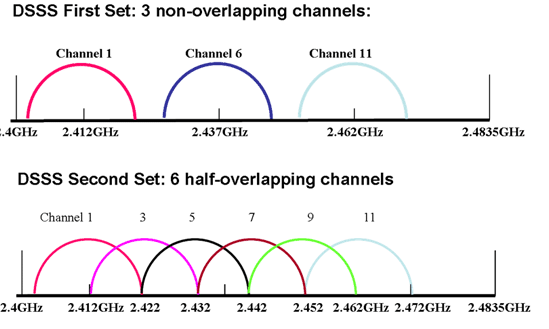 DSSS First Set: 3 non-overlapping channels:
Channel 1 Channel 6 Channel 11
2.4GHz 2.412GHz 2.437GHz 2.462GHz 2.4835GHz
DSSS Second Set: 6 half-overlapping channels
Channel 1 3 5 7 9 11
2.4GHz 2.412GHz 2.422 2.432 2.442 2.452 2.462GHz 2.472GHz 2.4835GHz